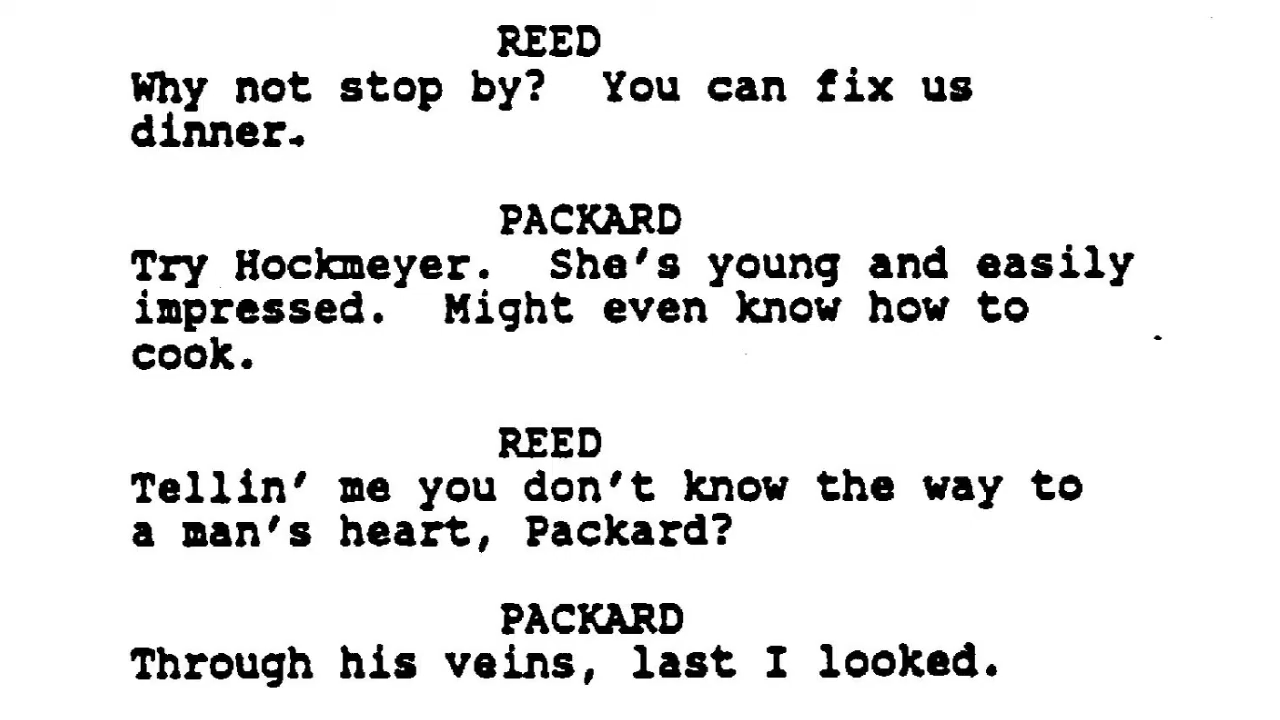 REED
Why not stop by?  You can fix us
dinner.
PACKARD
Try Hockmeyer.  She's young and easily
impressed.  Might even know how to
cook.
REED
Tellin' me you don't know the way to
a man's heart, Packard?
PACKARD
Through his veins, last I looked.